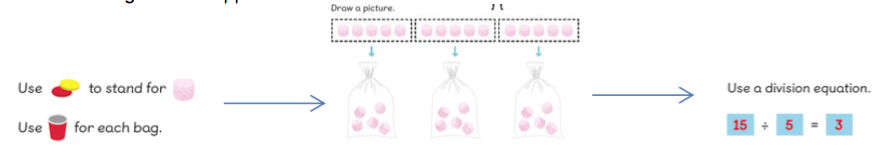 Draw a picture.
Use to stand for
Use for each bag.
Use a division equation.
15 ÷ 5 = 3